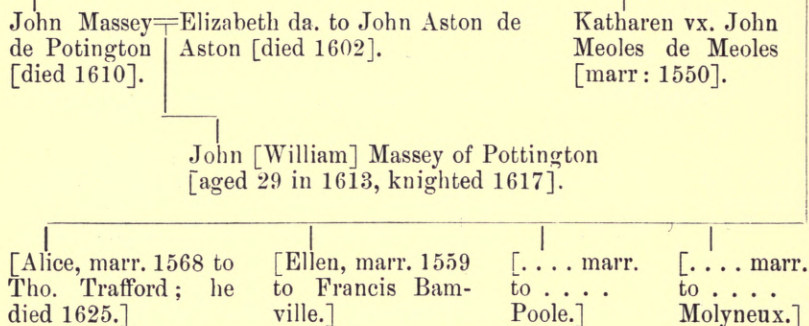 John Massey=Elizabeth da. to John Aston de
de Potington Aston [died 1602].
[died 1610].
Katharen vx. John
Meoles de Meoles
[marr: 1550].
John [William] Massey of Pottington
[aged 29 in 1613, knighted 1617].
[Alice, marr. 1568 to
Tho. Trafford; he
died 1625.]
[Ellen, marr. 1559
to Francis Bam-
ville.]
[. . . . marr.
to . . . .
Poole.]
[. . . . marr.
to . . . .
Molyneux.]